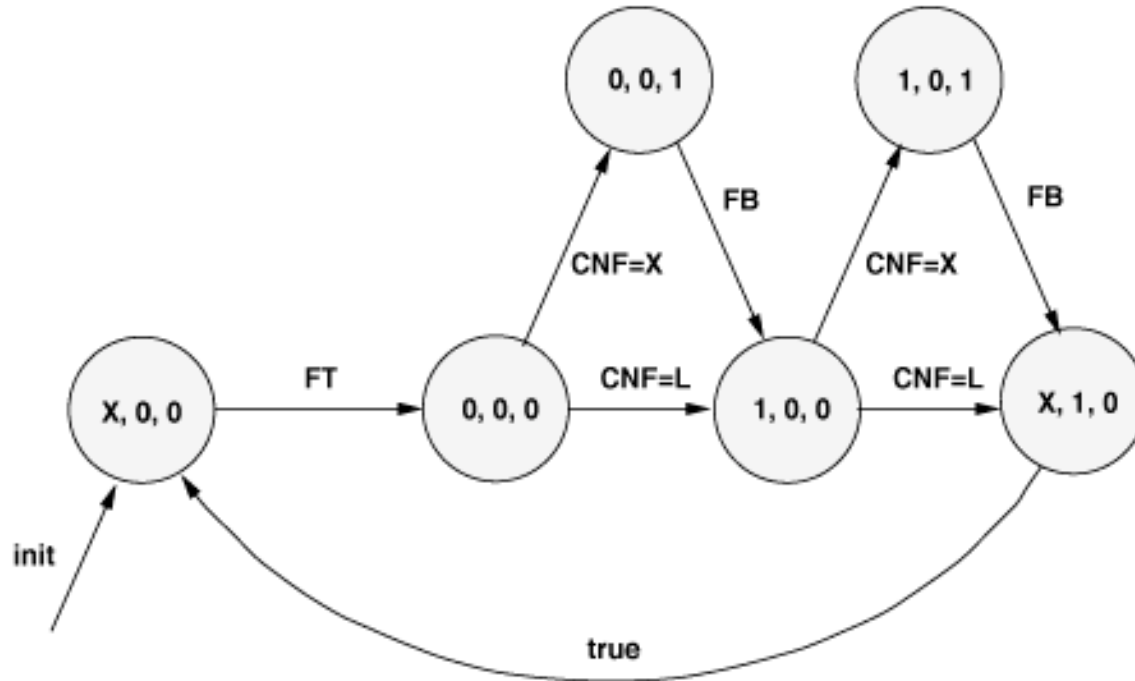 0, 0, 1
1, 0, 1
FB
FB
CNF=X
CNF=X
FT
CNF=L
CNF=L
X, 0, 0
0, 0, 0
1, 0, 0
X, 1, 0
init
true